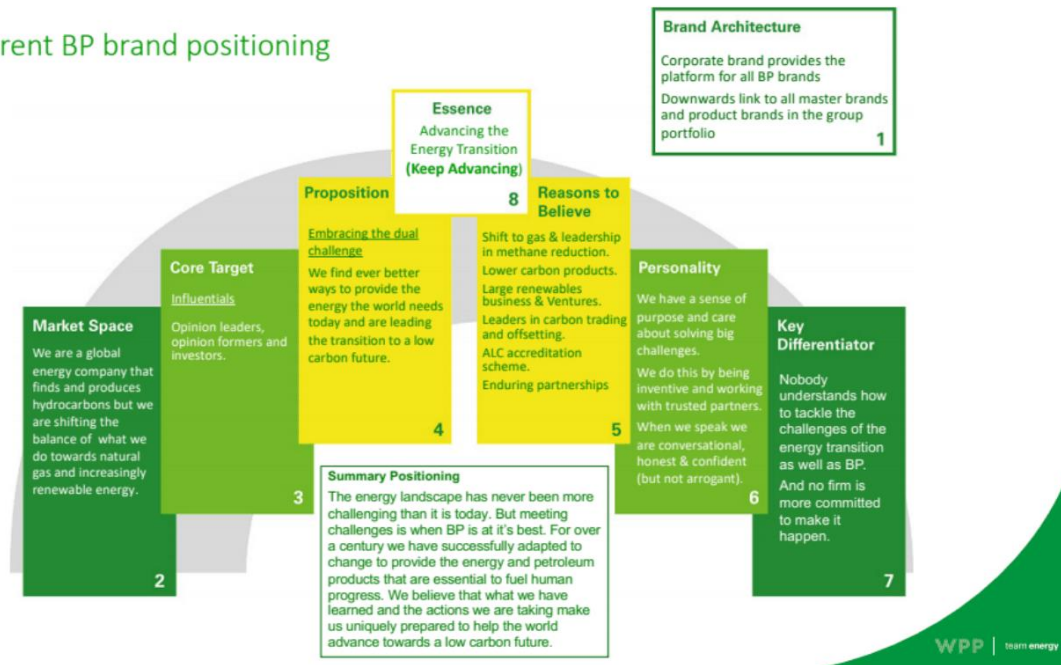 rent BP brand positioning
Brand Architecture
Corporate brand provides the
platform for all BP brands
Downwards link to all master brands
and product brands in the group
portfolio
1
Essence
Advancing the
Energy Transition
(Keep Advancing)
8
Market Space
We are a global
energy company that
finds and produces
hydrocarbons but we
are shifting the
balance of what we
do towards natural
gas and increasingly
renewable energy.
2
Core Target
Influentials
Opinion leaders,
opinion formers and
investors.
3
Proposition
Embracing the dual
challenge
We find ever better
ways to provide the
energy the world needs
today and are leading
the transition to a low
carbon future.
4
Reasons to
Believe
Shift to gas & leadership
in methane reduction.
Lower carbon products.
Large renewables
business & Ventures.
Leaders in carbon trading
and offsetting.
ALC accreditation
scheme.
Enduring partnerships
5
Personality
We have a sense of
purpose and care
about solving big
challenges.
We do this by being
inventive and working
with trusted partners.
When we speak we
are conversational,
honest & confident
(but not arrogant).
6
Key
Differentiator
Nobody
understands how
to tackle the
challenges of the
energy transition
as well as BP.
And no firm is
more committed
to make it
happen.
7
Summary Positioning
The energy landscape has never been more
challenging than it is today. But meeting
challenges is when BP is at it's best. For over
a century we have successfully adapted to
change to provide the energy and petroleum
products that are essential to fuel human
progress. We believe that what we have
learned and the actions we are taking make
us uniquely prepared to help the world
advance towards a low carbon future.
WPP | team energy